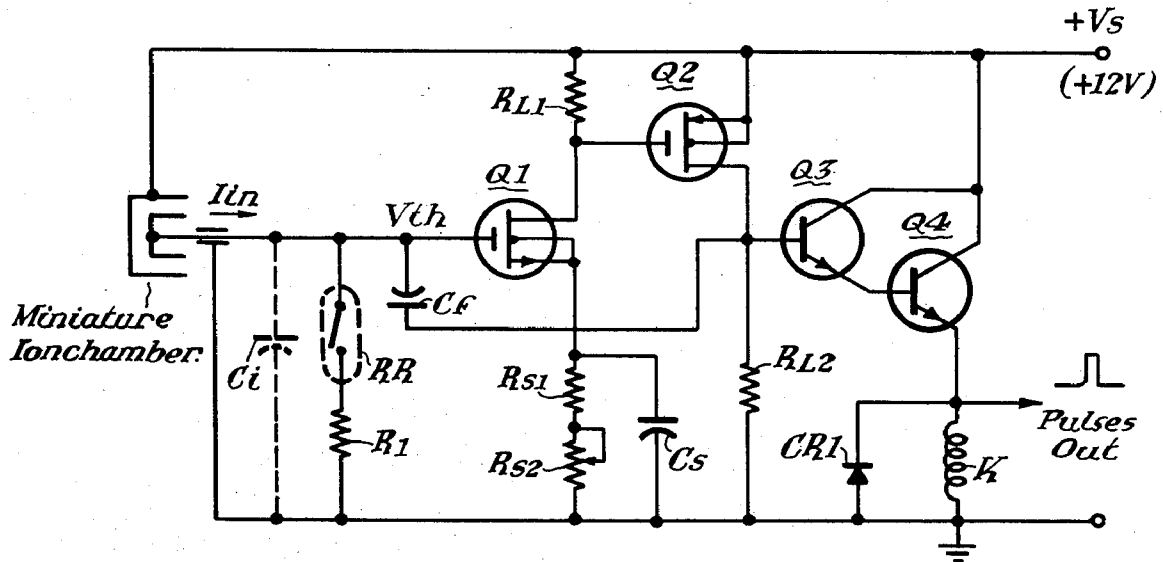 +Vs
(+12V)
RL1
Q2
Q1
Q3
Q4
Iin
Vth
Miniature
Ionchamber.
Ci
RR
R1
CF
RS1
RS2
CS
RL2
CR1
K
Pulses
Out